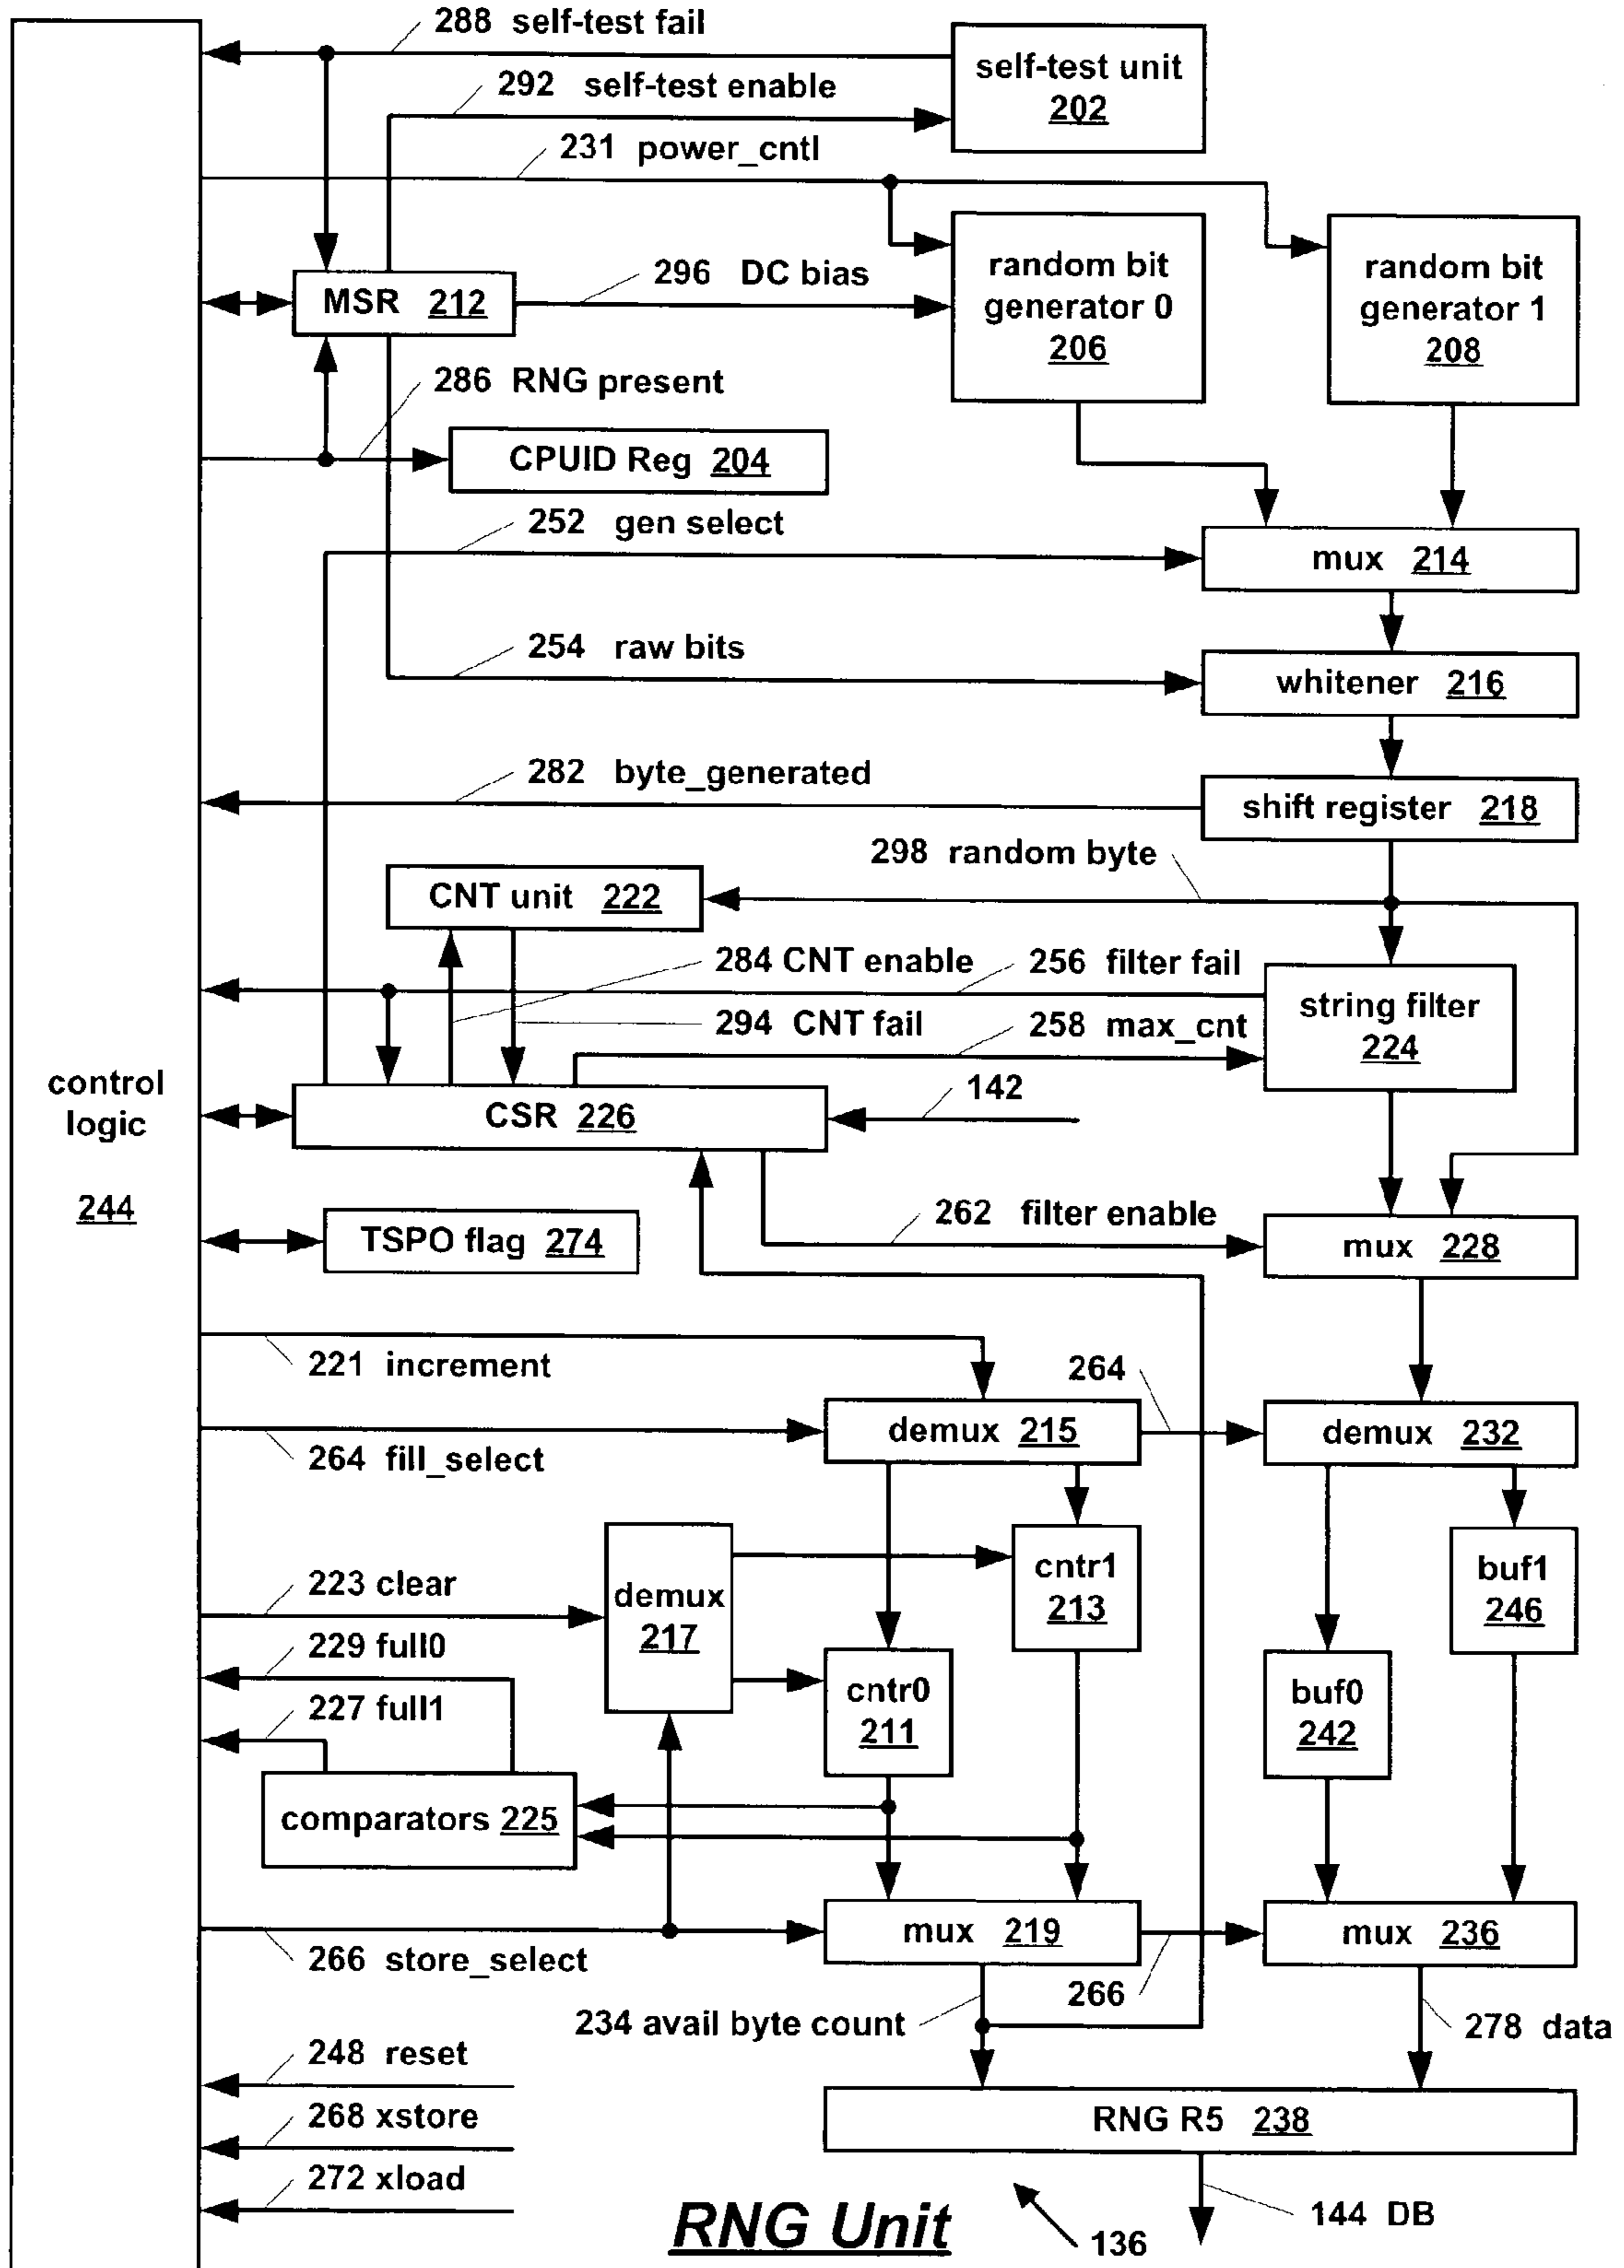 288 self-test fail
self-test unit
202
292 self-test enable
231 power_cntl
random bit
generator 0
206
random bit
generator 1
208
296 DC bias
MSR 212
286 RNG present
CPUID Reg 204
252 gen select
mux 214
254 raw bits
whitener 216
282 byte_generated
shift register 218
298 random byte
CNT unit 222
284 CNT enable
256 filter fail
string filter
224
294 CNT fail
258 max_cnt
control
logic
244
142
CSR 226
262 filter enable
TSPO flag 274
mux 228
221 increment
264
demux 215
demux 232
264 fill_select
cntr1
213
buf1
246
223 clear
demux
217
229 full0
cntr0
211
buf0
242
227 full1
comparators 225
mux 219
mux 236
266 store_select
266
234 avail byte count
278 data
248 reset
268 xstore
RNG R5 238
272 xload
144 DB
RNG Unit
136